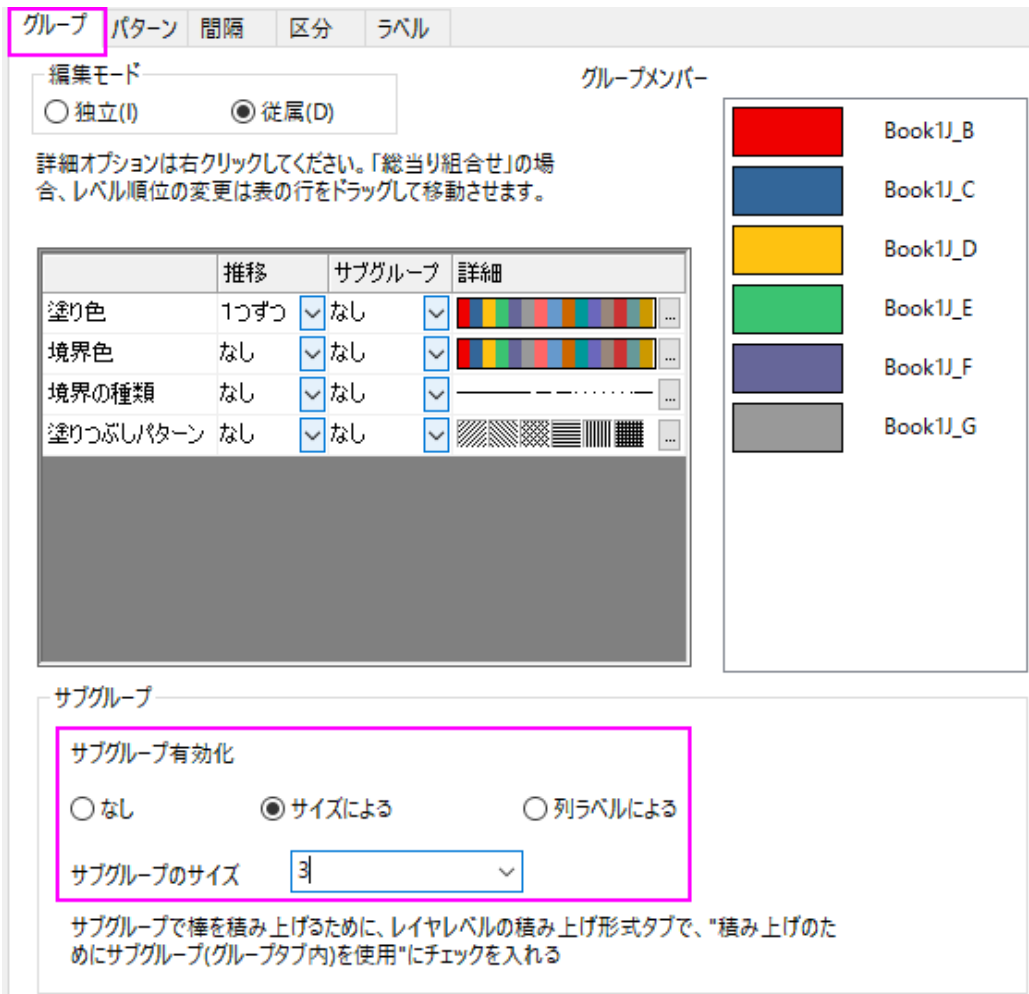 グループ パターン 間隔 区分 ラベル
編集モード
独立(I) 従属(D)
グループメンバー
詳細オプションは右クリックしてください。「総当り組合せ」の場
合、レベル順位の変更は表の行をドラッグして移動させます。
Book1J_B
Book1J_C
Book1J_D
Book1J_E
Book1J_F
Book1J_G
推移 サブグループ 詳細
塗り色 1つずつ なし ...
境界色 なし なし ...
境界の種類 なし なし ...
塗りつぶしパターン なし なし ...
サブグループ
サブグループ有効化
なし サイズによる 列ラベルによる
サブグループのサイズ 3
サブグループで棒を積み上げるために、レイヤレベルの積み上げ形式タブで、"積み上げのた
めにサブグループ(グループタブ内)を使用"にチェックを入れる